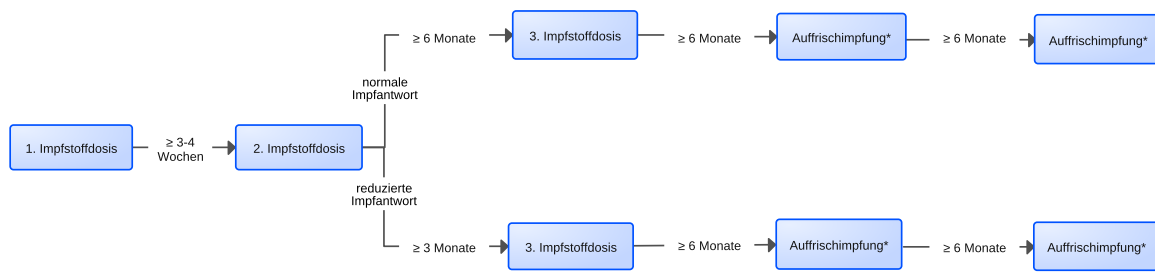 1. Impfstoffdosis
≥ 3-4
Wochen
2. Impfstoffdosis
normale
Impfantwort
≥ 6 Monate
3. Impfstoffdosis
≥ 6 Monate
Auffrischimpfung*
≥ 6 Monate
Auffrischimpfung*
reduzierte
Impfantwort
≥ 3 Monate
3. Impfstoffdosis
≥ 6 Monate
Auffrischimpfung*
≥ 6 Monate
Auffrischimpfung*